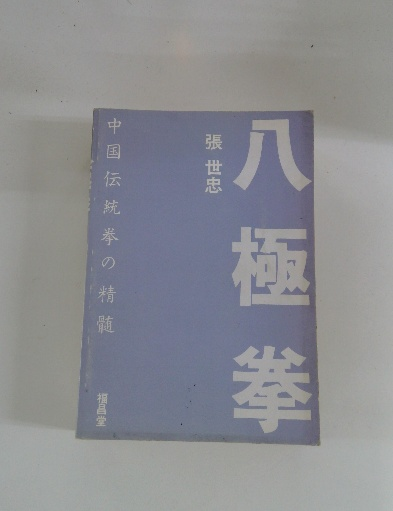 八極拳
張世忠
中国伝統拳の精髄
福昌堂